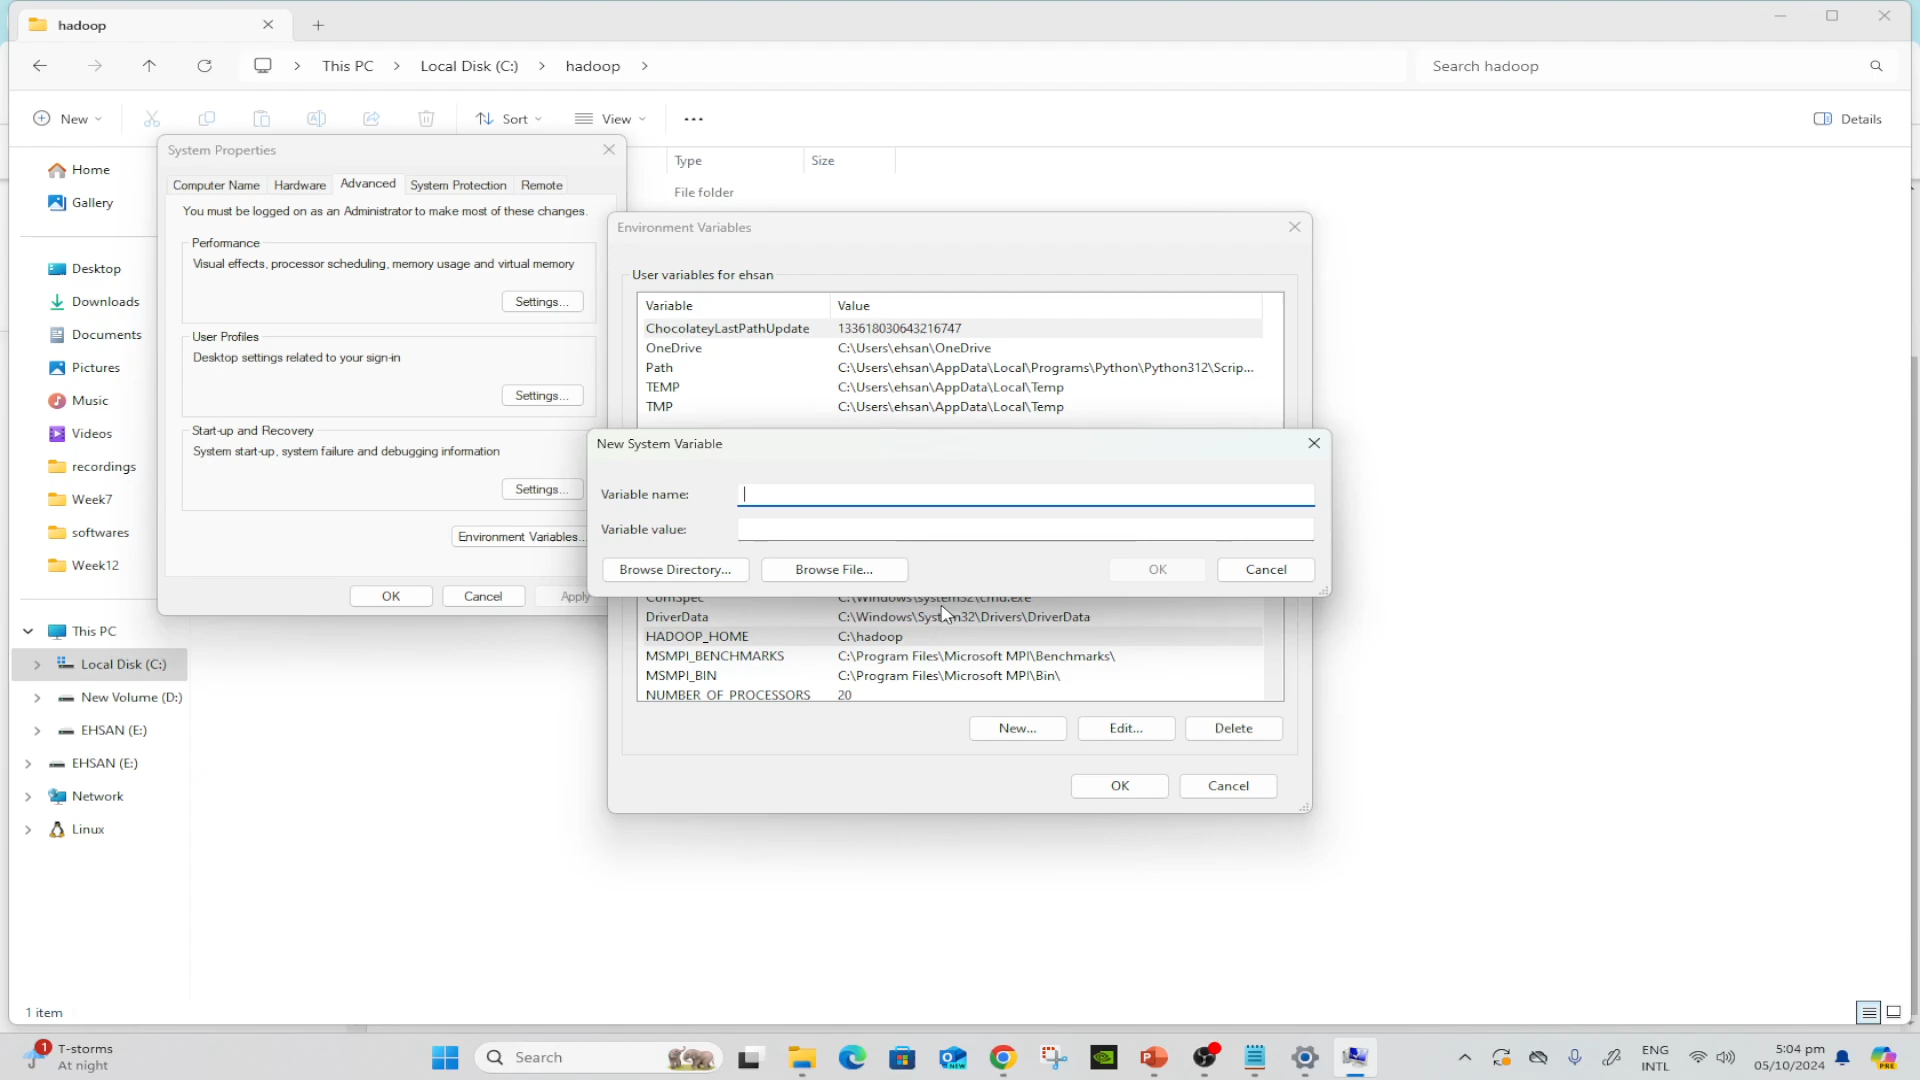 hadoop
This PC
Local Disk (C:)
hadoop
Search hadoop
New
Sort
View
Details
System Properties
Type
Size
File folder
Home
Gallery
Desktop
Downloads
Documents
Pictures
Music
Videos
recordings
Week7
softwares
Week12
This PC
Local Disk (C:)
New Volume (D:)
EHSAN (E:)
EHSAN (E:)
Network
Linux
1 item
Computer Name
Hardware
Advanced
System Protection
Remote
You must be logged on as an Administrator to make most of these changes.
Performance
Visual effects, processor scheduling, memory usage and virtual memory
Settings...
User Profiles
Desktop settings related to your sign-in
Settings...
Start-up and Recovery
System start-up, system failure and debugging information
Settings...
Environment Variables...
OK
Cancel
Apply
Environment Variables
User variables for ehsan
Variable Value
ChocolateyLastPathUpdate 133618030643216747
OneDrive C:\Users\ehsan\OneDrive
Path C:\Users\ehsan\AppData\Local\Programs\Python\Python312\Scrip...
TEMP C:\Users\ehsan\AppData\Local\Temp
TMP C:\Users\ehsan\AppData\Local\Temp
New System Variable
Variable name:
Variable value:
Browse Directory...
Browse File...
OK
Cancel
ComSpec C:\Windows\system32\cmd.exe
DriverData C:\Windows\System32\Drivers\DriverData
HADOOP_HOME C:\hadoop
MSMPI_BENCHMARKS C:\Program Files\Microsoft MPI\Benchmarks\
MSMPI_BIN C:\Program Files\Microsoft MPI\Bin\
NUMBER_OF_PROCESSORS 20
New...
Edit...
Delete
OK
Cancel
1
T-storms
At night
Search
NEW
ENG
INTL
5:04 pm
05/10/2024
PRE